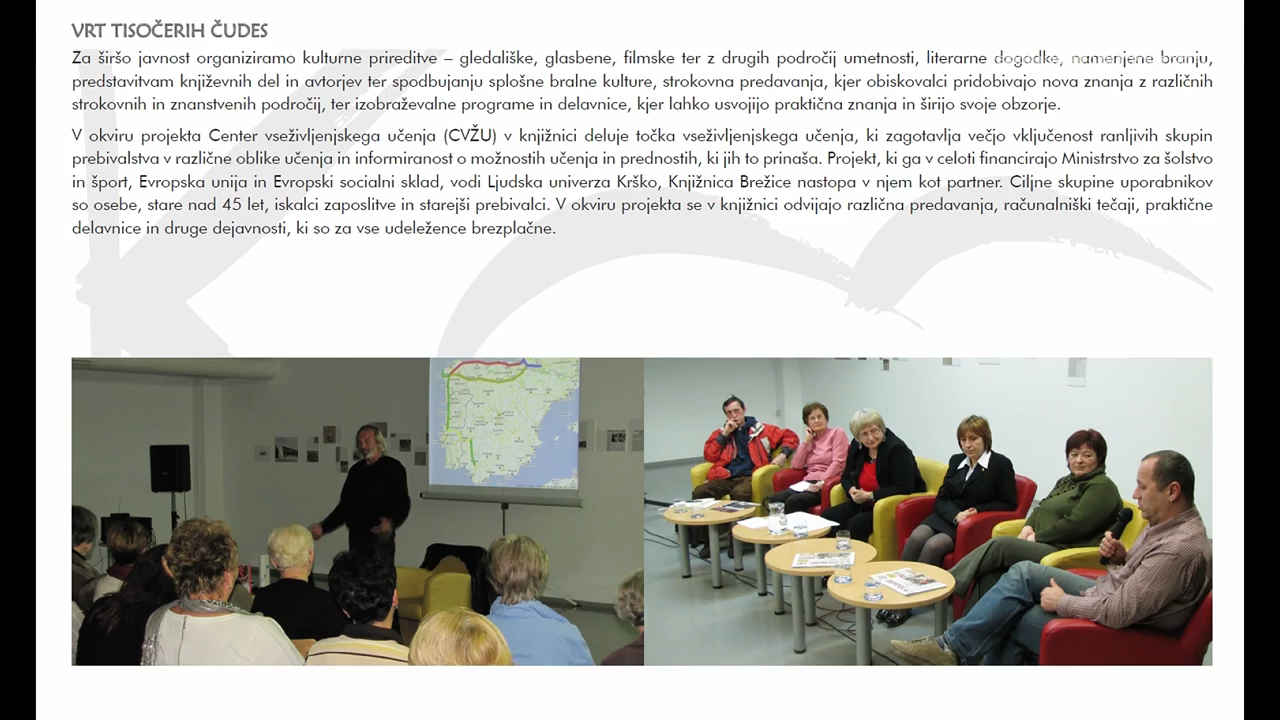 VRT TISOČERIH ČUDES
Za širšo javnost organiziramo kulturne prireditve – gledališke, glasbene, filmske ter z drugih področij umetnosti, literarne dogodke, namenjene branju,
predstavitvam književnih del in avtorjev ter spodbujanju splošne bralne kulture, strokovna predavanja, kjer obiskovalci pridobivajo nova znanja z različnih
strokovnih in znanstvenih področij, ter izobraževalne programe in delavnice, kjer lahko usvojijo praktična znanja in širijo svoje obzorje.
V okviru projekta Center vseživljenjskega učenja (CVŽU) v knjižnici deluje točka vseživljenjskega učenja, ki zagotavlja večjo vključenost ranljivih skupin
prebivalstva v različne oblike učenja in informiranost o možnostih učenja in prednostih, ki jih to prinaša. Projekt, ki ga v celoti financirajo Ministrstvo za šolstvo
in šport, Evropska unija in Evropski socialni sklad, vodi Ljudska univerza Krško, Knjižnica Brežice nastopa v njem kot partner. Ciljne skupine uporabnikov
so osebe, stare nad 45 let, iskalci zaposlitve in starejši prebivalci. V okviru projekta se v knjižnici odvijajo različna predavanja, računalniški tečaji, praktične
delavnice in druge dejavnosti, ki so za vse udeležence brezplačne.